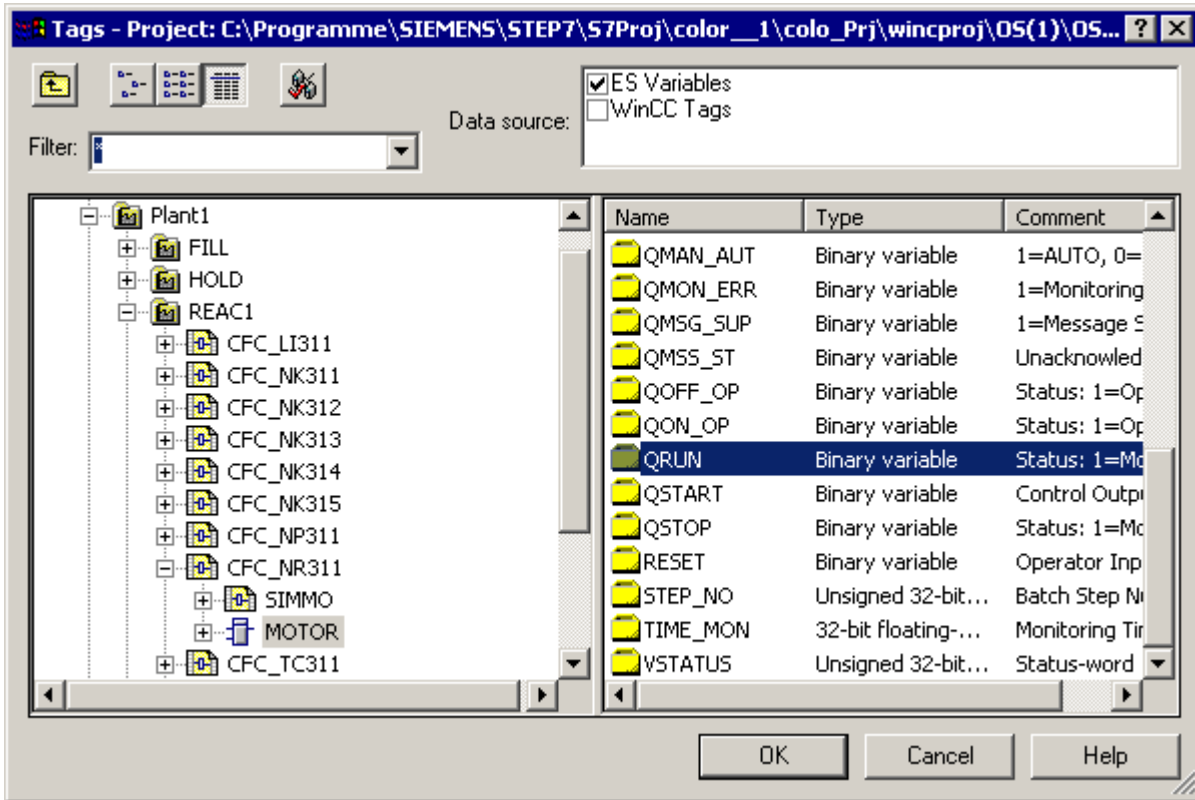 Tags - Project: C:\Programme\SIEMENS\STEP7\S7Proj\color__1\colo_Prj\wincproj\OS(1)\OS...
Data source:
ES Variables
WinCC Tags
Filter: *
Plant1
FILL
HOLD
REAC1
CFC_LI311
CFC_NK311
CFC_NK312
CFC_NK313
CFC_NK314
CFC_NK315
CFC_NP311
CFC_NR311
SIMMO
MOTOR
CFC_TC311
Name Type Comment
QMAN_AUT Binary variable 1=AUTO, 0=
QMON_ERR Binary variable 1=Monitoring
QMSG_SUP Binary variable 1=Message S
QMSS_ST Binary variable Unacknowled
QOFF_OP Binary variable Status: 1=Op
QON_OP Binary variable Status: 1=Op
QRUN Binary variable Status: 1=Mo
QSTART Binary variable Control Outpu
QSTOP Binary variable Status: 1=Mo
RESET Binary variable Operator Inp
STEP_NO Unsigned 32-bit... Batch Step Nu
TIME_MON 32-bit floating-... Monitoring Tim
VSTATUS Unsigned 32-bit... Status-word
OK
Cancel
Help